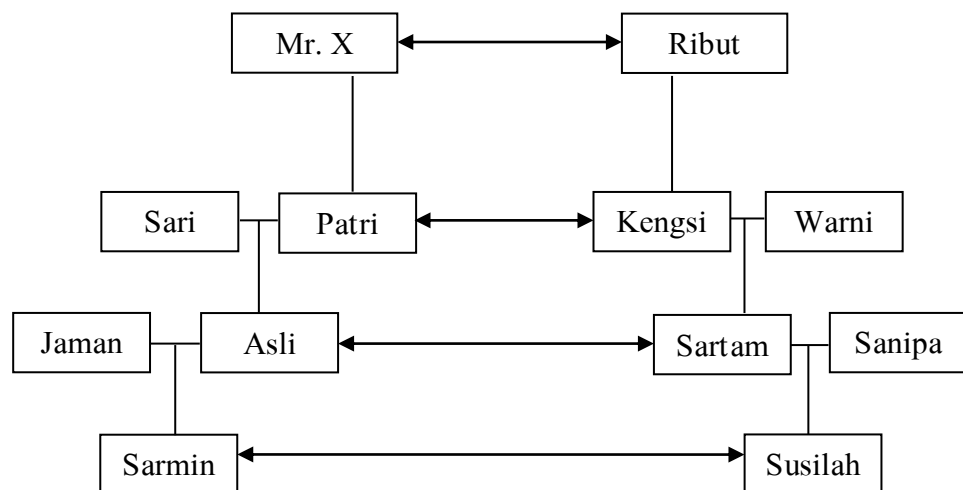 Mr. X
Ribut
Sari
Patri
Kengsi
Warni
Jaman
Asli
Sartam
Sanipa
Sarmin
Susilah